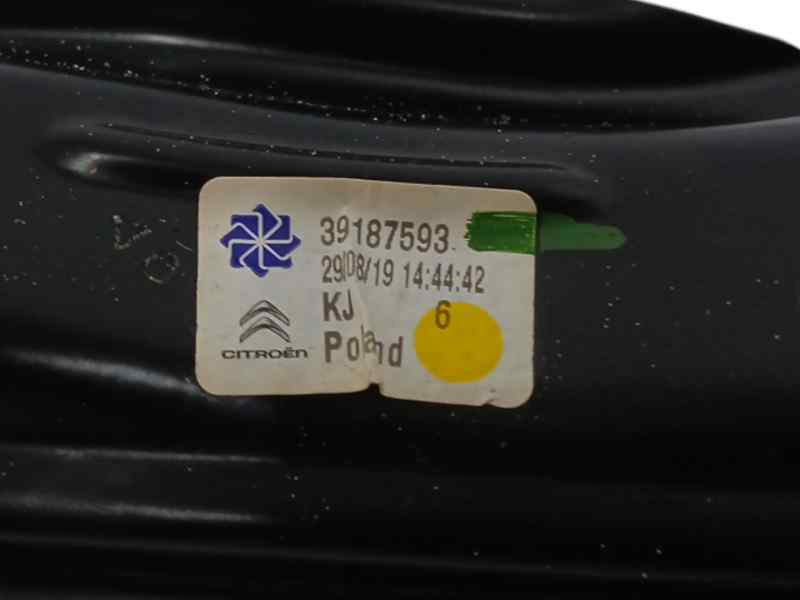 39187593
29/08/19 14:44:42
KJ 6
CITROËN
Poland